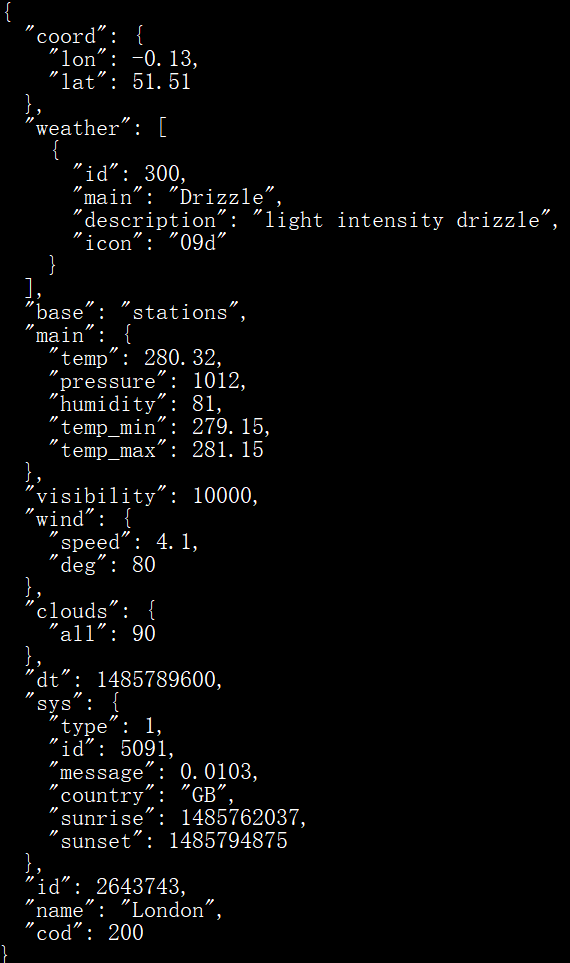 {
  "coord": {
    "lon": -0.13,
    "lat": 51.51
  },
  "weather": [
    {
      "id": 300,
      "main": "Drizzle",
      "description": "light intensity drizzle",
      "icon": "09d"
    }
  ],
  "base": "stations",
  "main": {
    "temp": 280.32,
    "pressure": 1012,
    "humidity": 81,
    "temp_min": 279.15,
    "temp_max": 281.15
  },
  "visibility": 10000,
  "wind": {
    "speed": 4.1,
    "deg": 80
  },
  "clouds": {
    "all": 90
  },
  "dt": 1485789600,
  "sys": {
    "type": 1,
    "id": 5091,
    "message": 0.0103,
    "country": "GB",
    "sunrise": 1485762037,
    "sunset": 1485794875
  },
  "id": 2643743,
  "name": "London",
  "cod": 200
}